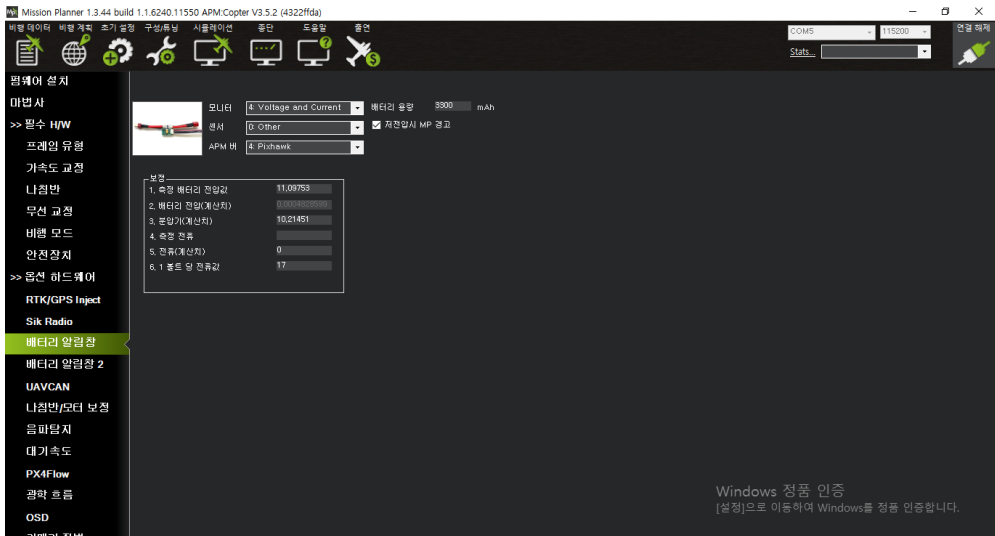 Mission Planner 1.3.44 build 1.1.6240.11550 APM:Copter V3.5.2 (4322ffda)
비행 데이터 비행 계획 초기 설정 구성/튜닝 시뮬레이션 종단 도움말 출연
COM5 115200 연결 해제
Stats...
펌웨어 설치
마법사
>> 필수 H/W
프레임 유형
가속도 교정
나침반
무선 교정
비행 모드
안전장치
>> 옵션 하드웨어
RTK/GPS Inject
Sik Radio
배터리 알림창
배터리 알림창 2
UAVCAN
나침반/모터 보정
음파탐지
대기속도
PX4Flow
광학 흐름
OSD
모니터 4: Voltage and Current 배터리 용량 3300 mAh
센서 0: Other 저전압시 MP 경고
APM 버 4: Pixhawk
보정
1, 측정 배터리 전압값 11,09753
2, 배터리 전압(계산치)
3, 분압기(계산치) 10,21451
4, 측정 전류
5, 전류(계산치) 0
6, 1 볼트 당 전류값 17
Windows 정품 인증
[설정]으로 이동하여 Windows를 정품 인증합니다.